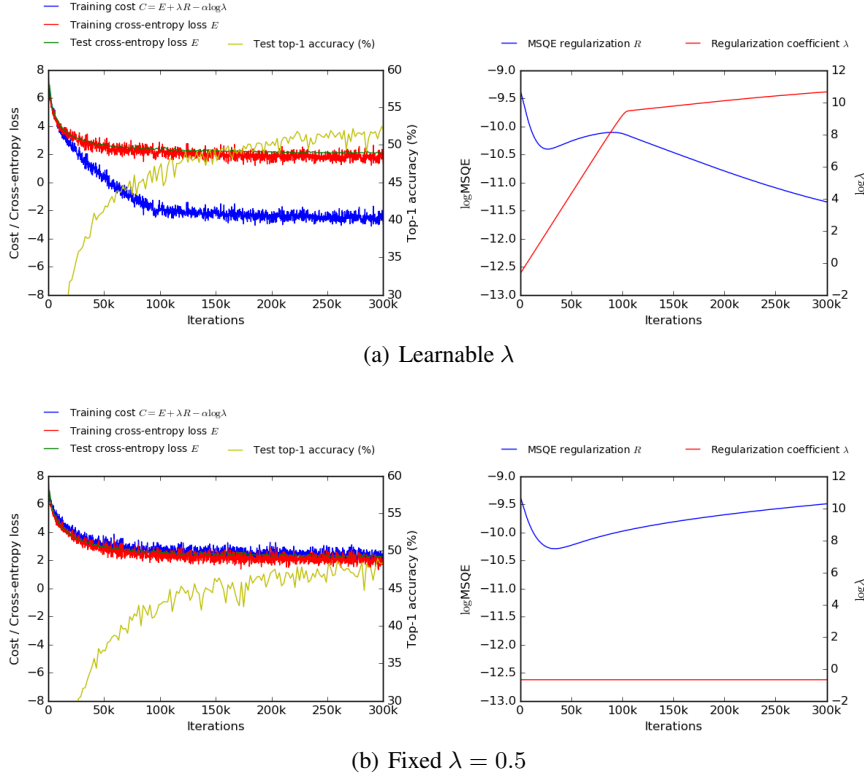 Training cost C = E + λR − αlogλ
Training cross-entropy loss E
Test cross-entropy loss E
Test top-1 accuracy (%)
MSQE regularization R
Regularization coefficient λ
8
6
4
2
0
−2
−4
−6
−8
Cost / Cross-entropy loss
60
55
50
45
40
35
30
Top-1 accuracy (%)
0 50k 100k 150k 200k 250k 300k
Iterations
−9.0
−9.5
−10.0
−10.5
−11.0
−11.5
−12.0
−12.5
−13.0
logMSQE
12
10
8
6
4
2
0
−2
logλ
0 50k 100k 150k 200k 250k 300k
Iterations
(a) Learnable λ
Training cost C = E + λR − αlogλ
Training cross-entropy loss E
Test cross-entropy loss E
Test top-1 accuracy (%)
MSQE regularization R
Regularization coefficient λ
8
6
4
2
0
−2
−4
−6
−8
Cost / Cross-entropy loss
60
55
50
45
40
35
30
Top-1 accuracy (%)
0 50k 100k 150k 200k 250k 300k
Iterations
−9.0
−9.5
−10.0
−10.5
−11.0
−11.5
−12.0
−12.5
−13.0
logMSQE
12
10
8
6
4
2
0
−2
logλ
0 50k 100k 150k 200k 250k 300k
Iterations
(b) Fixed λ = 0.5